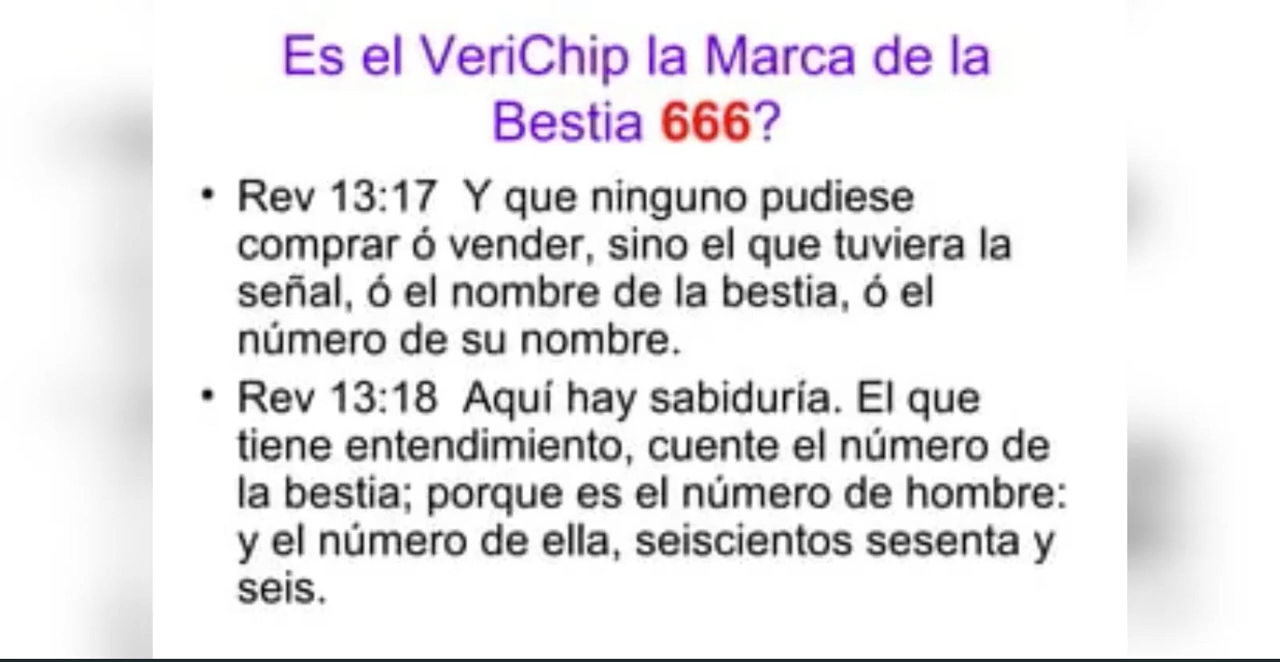 Es el VeriChip la Marca de la
Bestia 666?
• Rev 13:17 Y que ninguno pudiese
comprar ó vender, sino el que tuviera la
señal, ó el nombre de la bestia, ó el
número de su nombre.
• Rev 13:18 Aquí hay sabiduría. El que
tiene entendimiento, cuente el número de
la bestia; porque es el número de hombre:
y el número de ella, seiscientos sesenta y
seis.